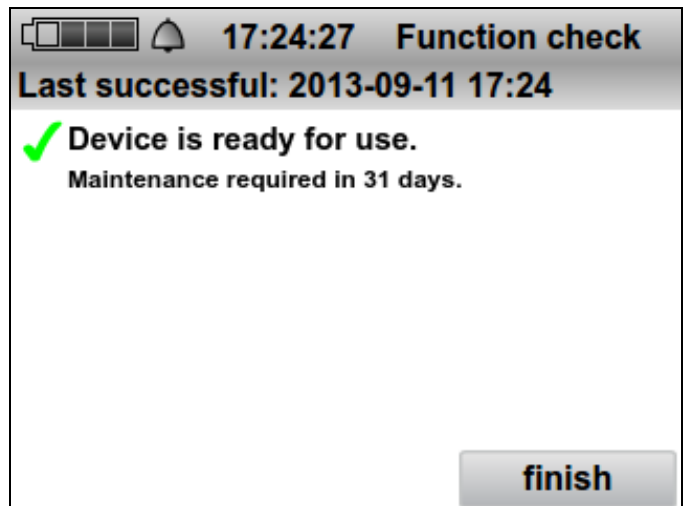 17:24:27 Function check
Last successful: 2013-09-11 17:24
Device is ready for use.
Maintenance required in 31 days.
finish